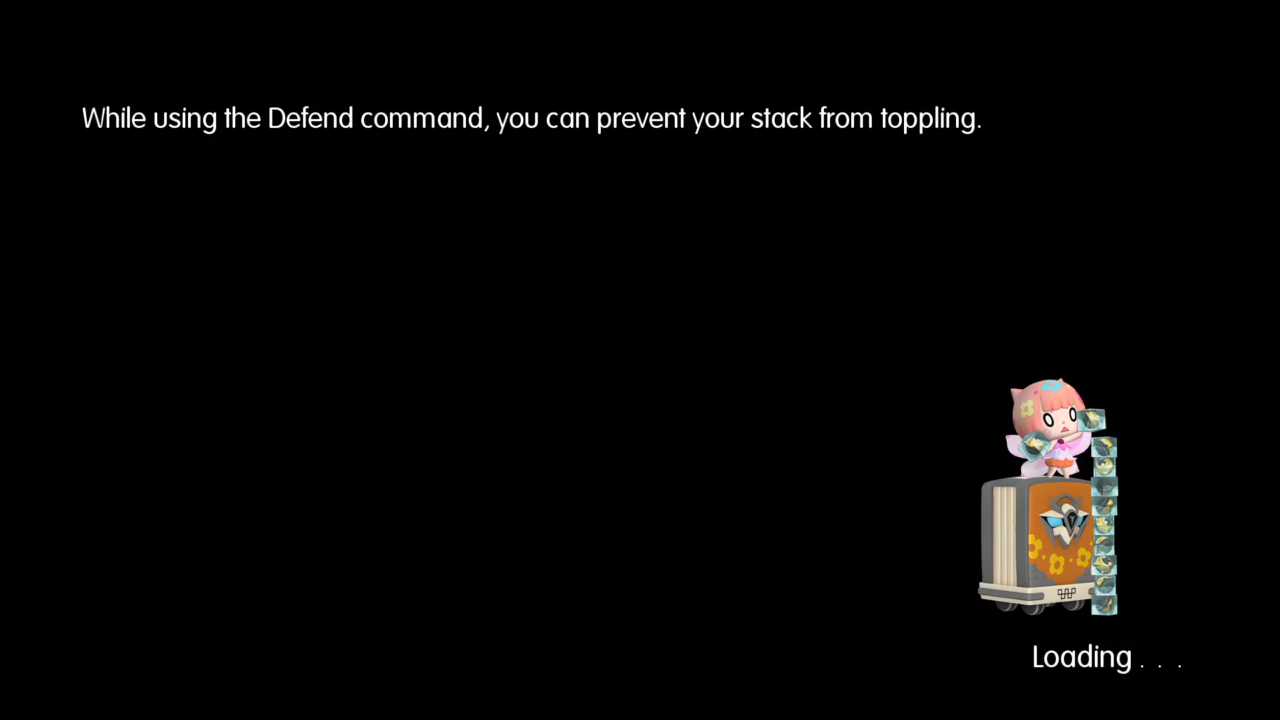 While using the Defend command, you can prevent your stack from toppling.
Loading . . .